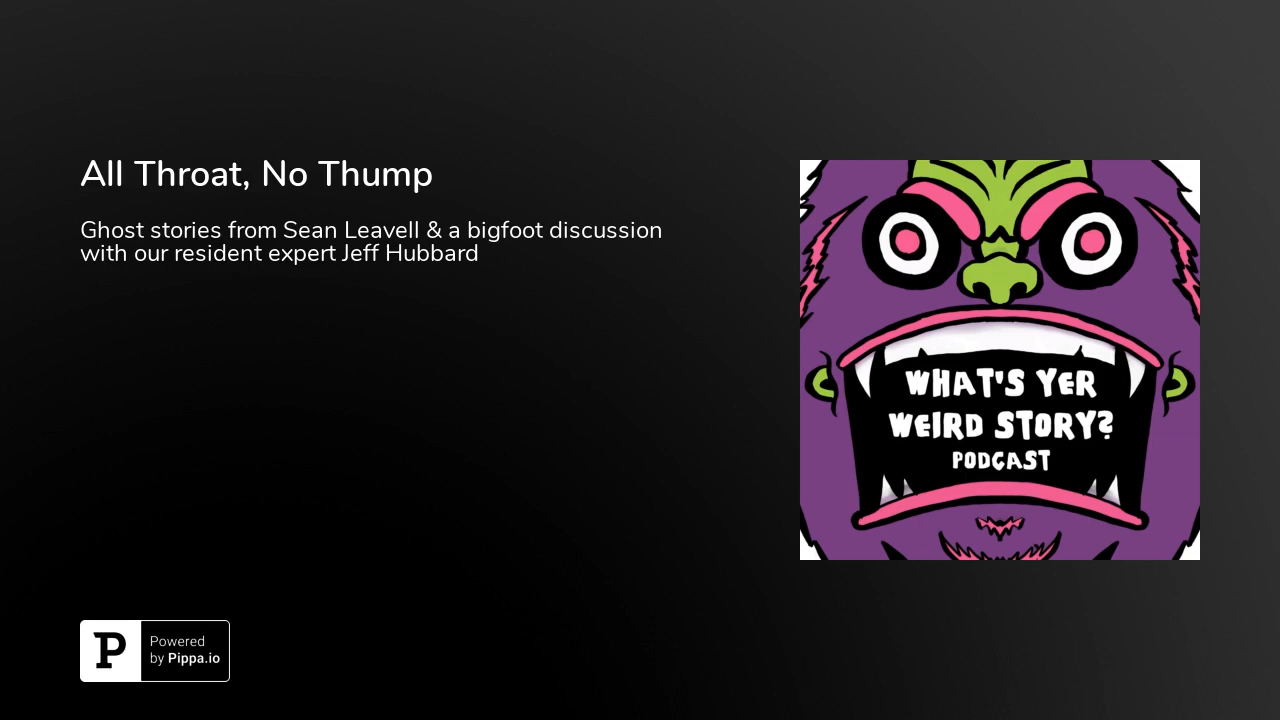 All Throat, No Thump
Ghost stories from Sean Leavell & a bigfoot discussion
with our resident expert Jeff Hubbard
WHAT'S YER
WEIRD STORY?
PODCAST
P
Powered
by Pippa.io